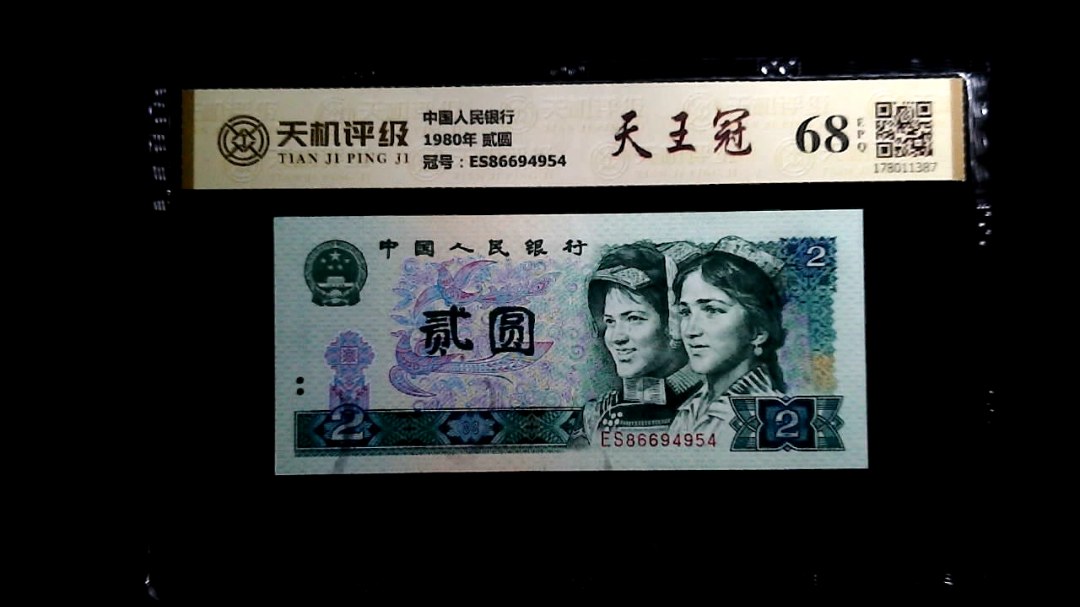 天机评级
TIAN JI PING JI
中国人民银行
1980年 贰圆
冠号：ES86694954
天王冠
68
EPQ
178011387
中国人民银行
2
贰圆
2
ES86694954
2